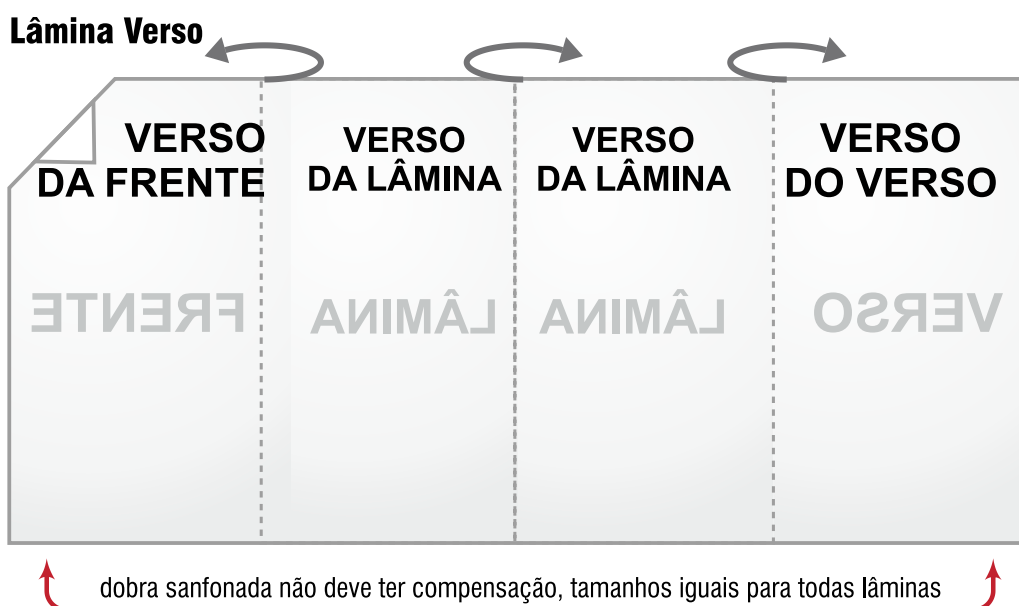 Lâmina Verso
VERSO
DA FRENTE
VERSO
DA LÂMINA
VERSO
DA LÂMINA
VERSO
DO VERSO
FRENTE
LÂMINA
LÂMINA
VERSO
dobra sanfonada não deve ter compensação, tamanhos iguais para todas lâminas